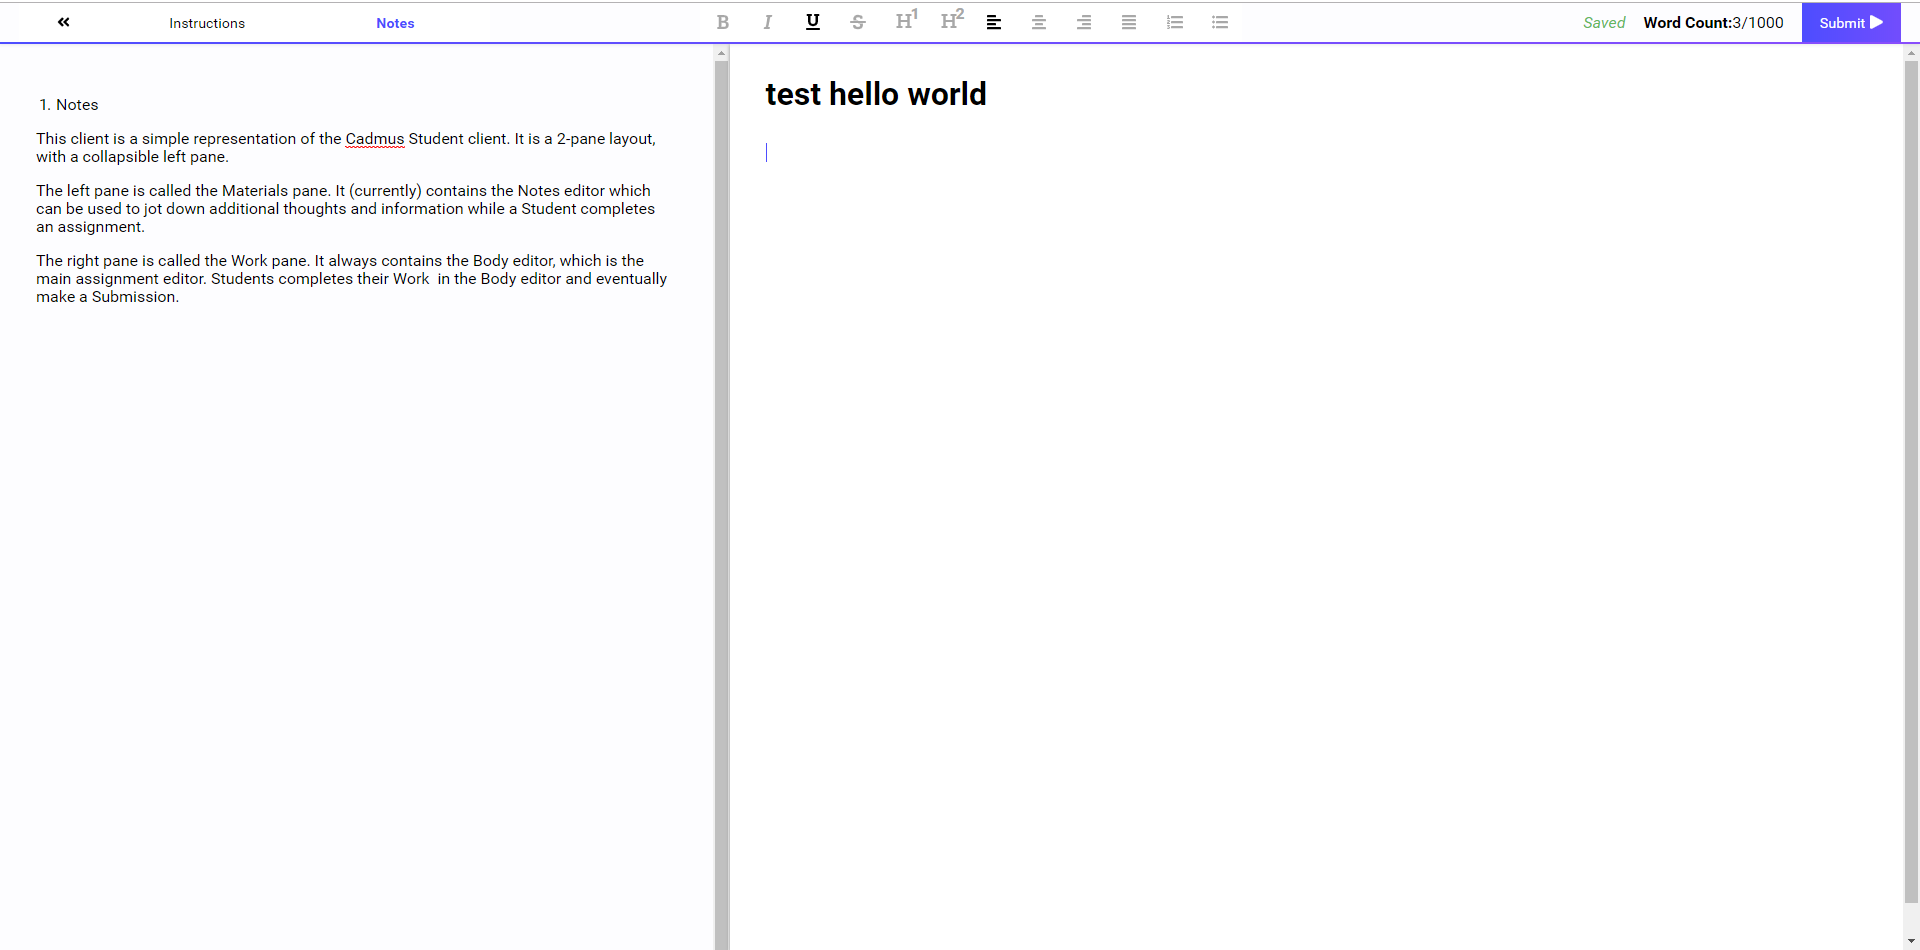 Instructions Notes B I U S H1 H2 Saved Word Count:3/1000 Submit
1. Notes
This client is a simple representation of the Cadmus Student client. It is a 2-pane layout,
with a collapsible left pane.
The left pane is called the Materials pane. It (currently) contains the Notes editor which
can be used to jot down additional thoughts and information while a Student completes
an assignment.
The right pane is called the Work pane. It always contains the Body editor, which is the
main assignment editor. Students completes their Work  in the Body editor and eventually
make a Submission.
test hello world